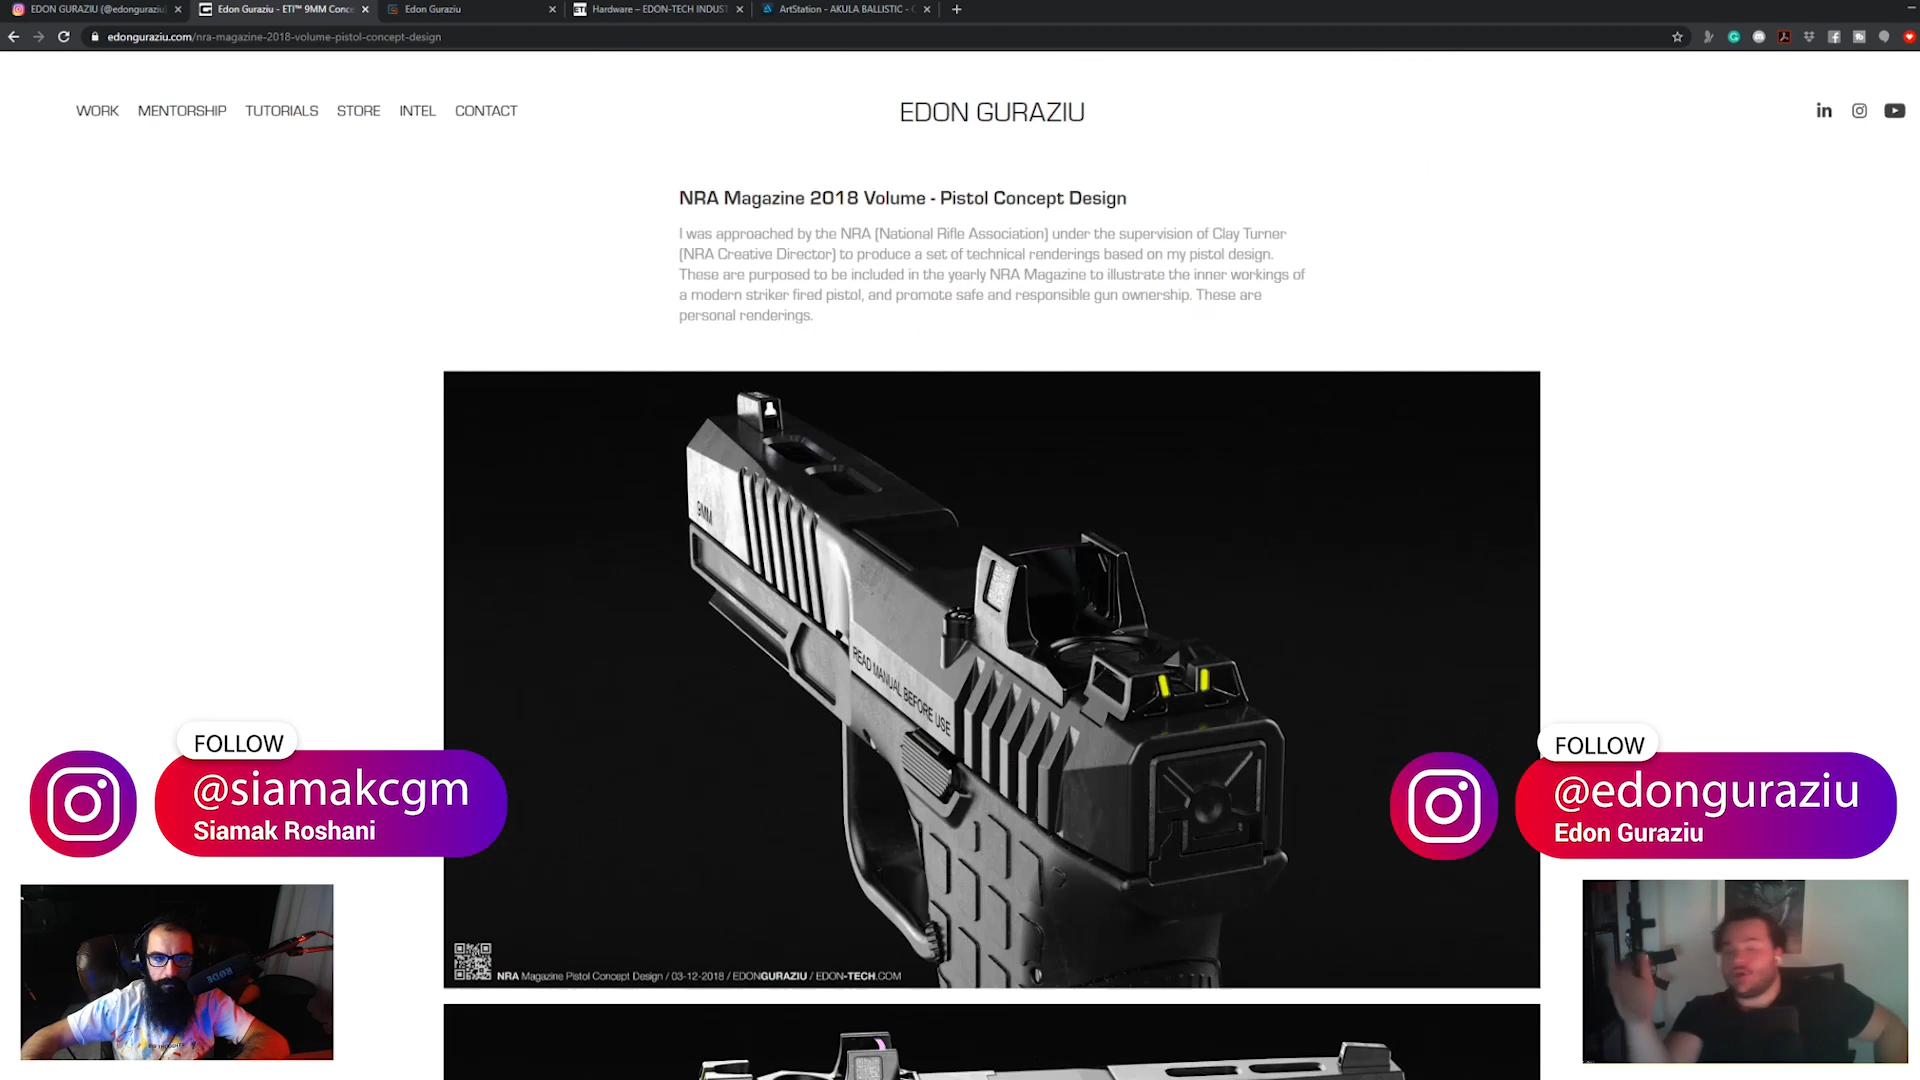 EDON GURAZIU (@edonguraziu)
Edon Guraziu - ETI™ 9MM Conce
Edon Guraziu
Hardware – EDON-TECH INDUST
ArtStation - AKULA BALLISTIC -
edonguraziu.com/nra-magazine-2018-volume-pistol-concept-design
WORK MENTORSHIP TUTORIALS STORE INTEL CONTACT
EDON GURAZIU
NRA Magazine 2018 Volume - Pistol Concept Design
I was approached by the NRA (National Rifle Association) under the supervision of Clay Turner
(NRA Creative Director) to produce a set of technical renderings based on my pistol design.
These are purposed to be included in the yearly NRA Magazine to illustrate the inner workings of
a modern striker fired pistol, and promote safe and responsible gun ownership. These are
personal renderings.
9MM
READ MANUAL BEFORE USE
FOLLOW
@siamakcgm
Siamak Roshani
FOLLOW
@edonguraziu
Edon Guraziu
NRA Magazine Pistol Concept Design / 03-12-2018 / EDONGURAZIU / EDON-TECH.COM
RØDE